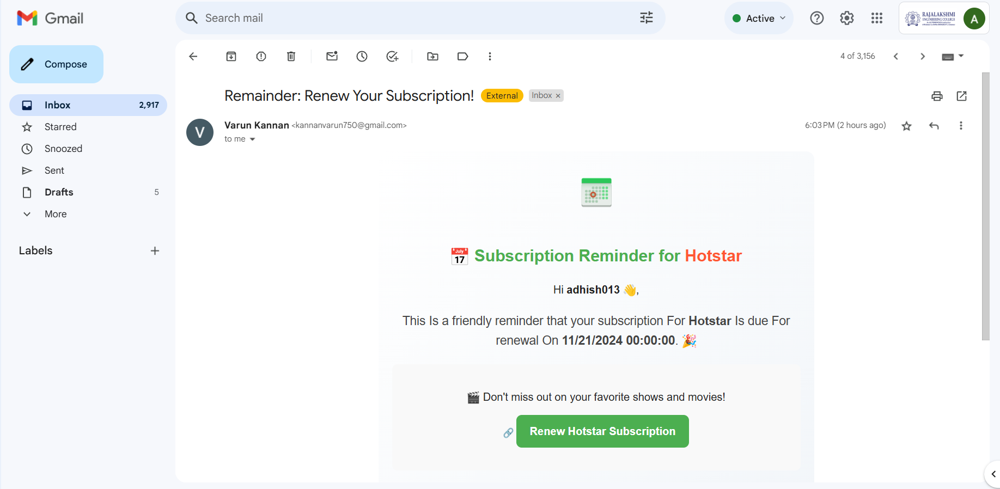 Gmail
Search mail
Active
RAJALAKSHMI
ENGINEERING COLLEGE
A
Compose
4 of 3,156
Inbox 2,917
Starred
Snoozed
Sent
Drafts 5
More
Labels
Remainder: Renew Your Subscription! External Inbox ×
V
Varun Kannan <kannanvarun750@gmail.com> 6:03 PM (2 hours ago)
to me
July 17 Subscription Reminder for Hotstar
Hi adhish013 👋,
This Is a friendly reminder that your subscription For Hotstar Is due For
renewal On 11/21/2024 00:00:00. 🎉
🎬 Don't miss out on your favorite shows and movies!
🔗 Renew Hotstar Subscription